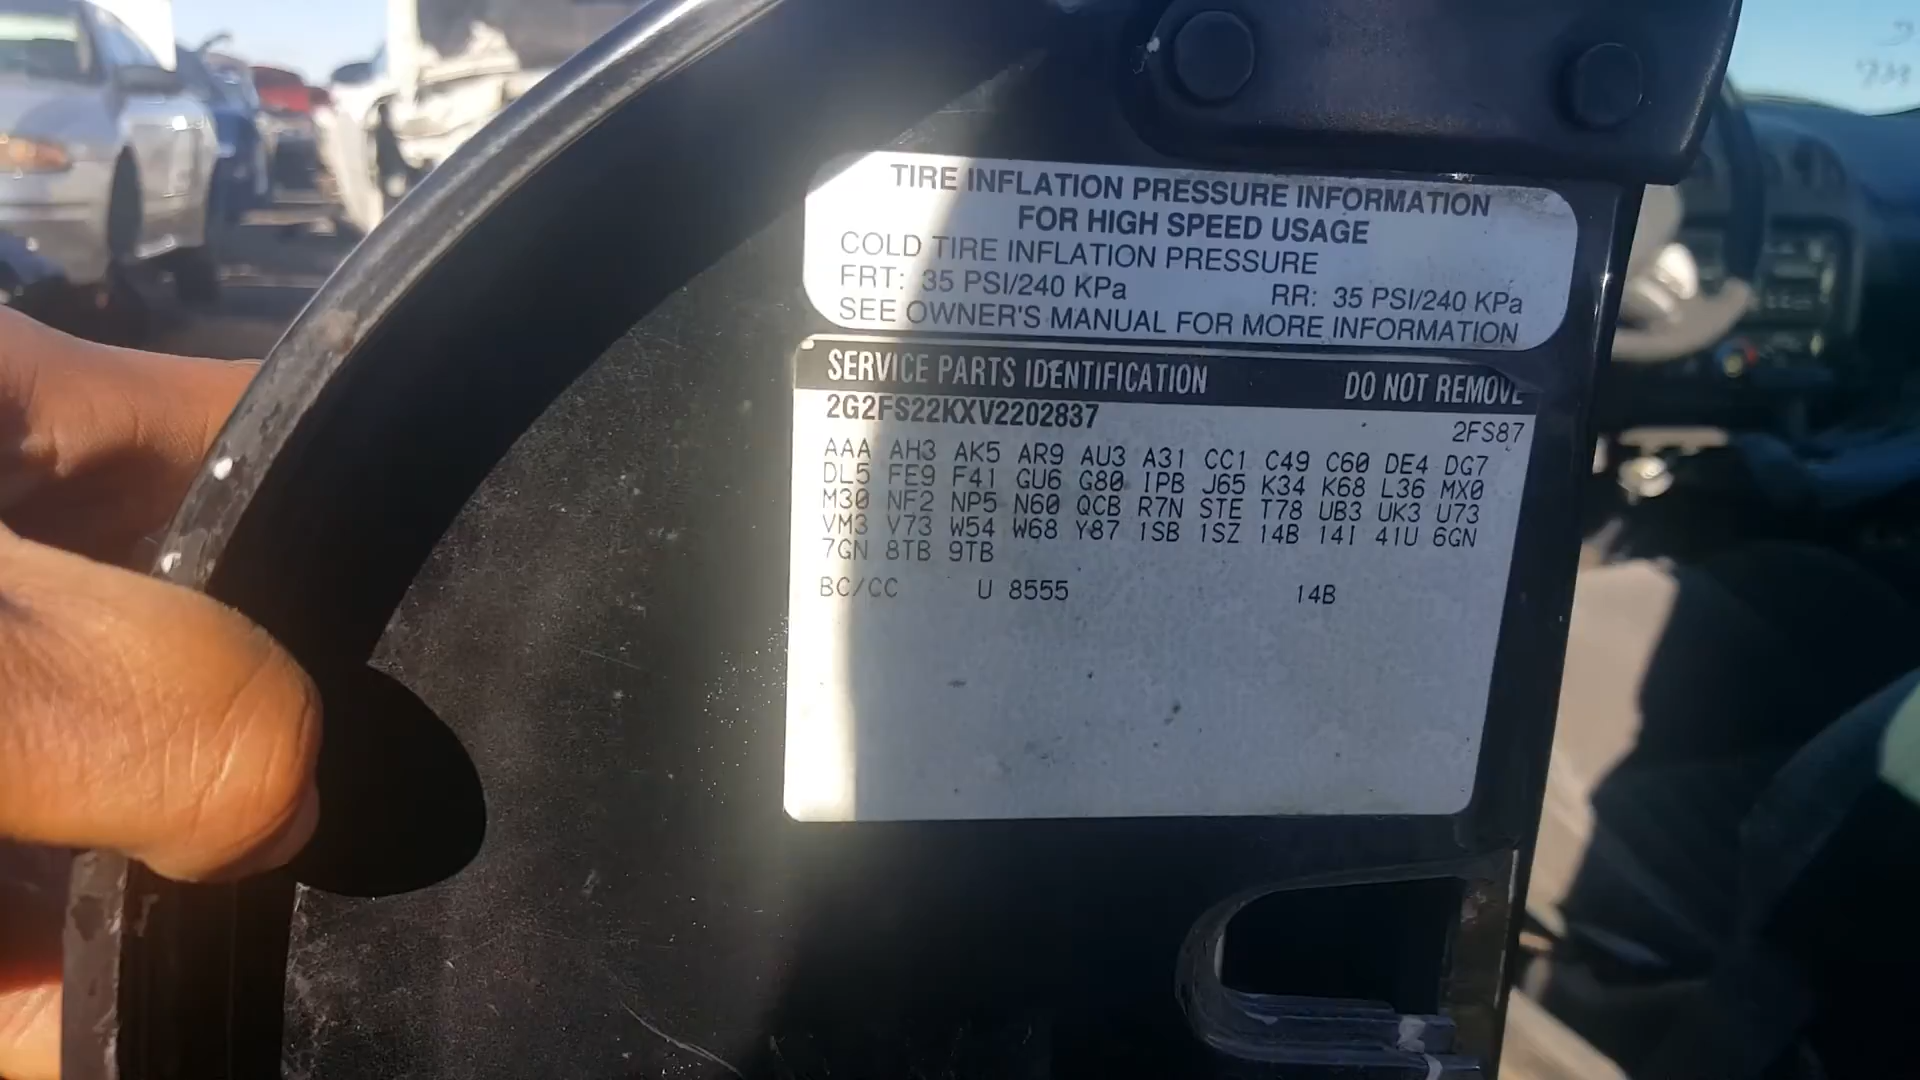 TIRE INFLATION PRESSURE INFORMATION
FOR HIGH SPEED USAGE
COLD TIRE INFLATION PRESSURE
FRT: 35 PSI/240 KPa RR: 35 PSI/240 KPa
SEE OWNER'S MANUAL FOR MORE INFORMATION
SERVICE PARTS IDENTIFICATION DO NOT REMOVE
2G2FS22KXV2202837 2FS87
AAA AH3 AK5 AR9 AU3 A31 CC1 C49 C60 DE4 DG7
DL5 FE9 F41 GU6 G80 IPB J65 K34 K68 L36 MX0
M30 NF2 NP5 N60 QCB R7N STE T78 UB3 UK3 U73
VM3 V73 W54 W68 Y87 1SB 1SZ 14B 14I 41U 6GN
7GN 8TB 9TB
BC/CC U 8555 14B